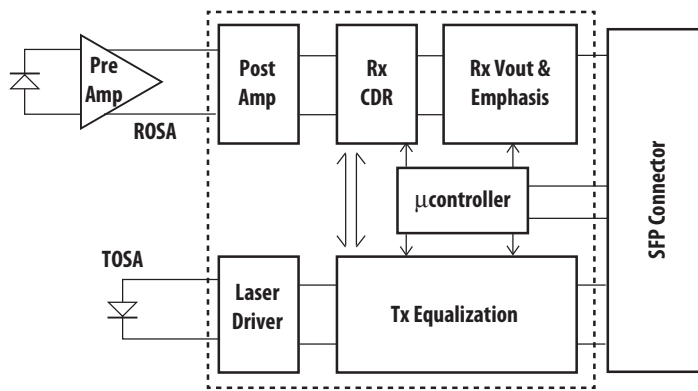 Pre
Amp
ROSA
Post
Amp
Rx
CDR
Rx Vout &
Emphasis
μcontroller
SFP Connector
TOSA
Laser
Driver
Tx Equalization